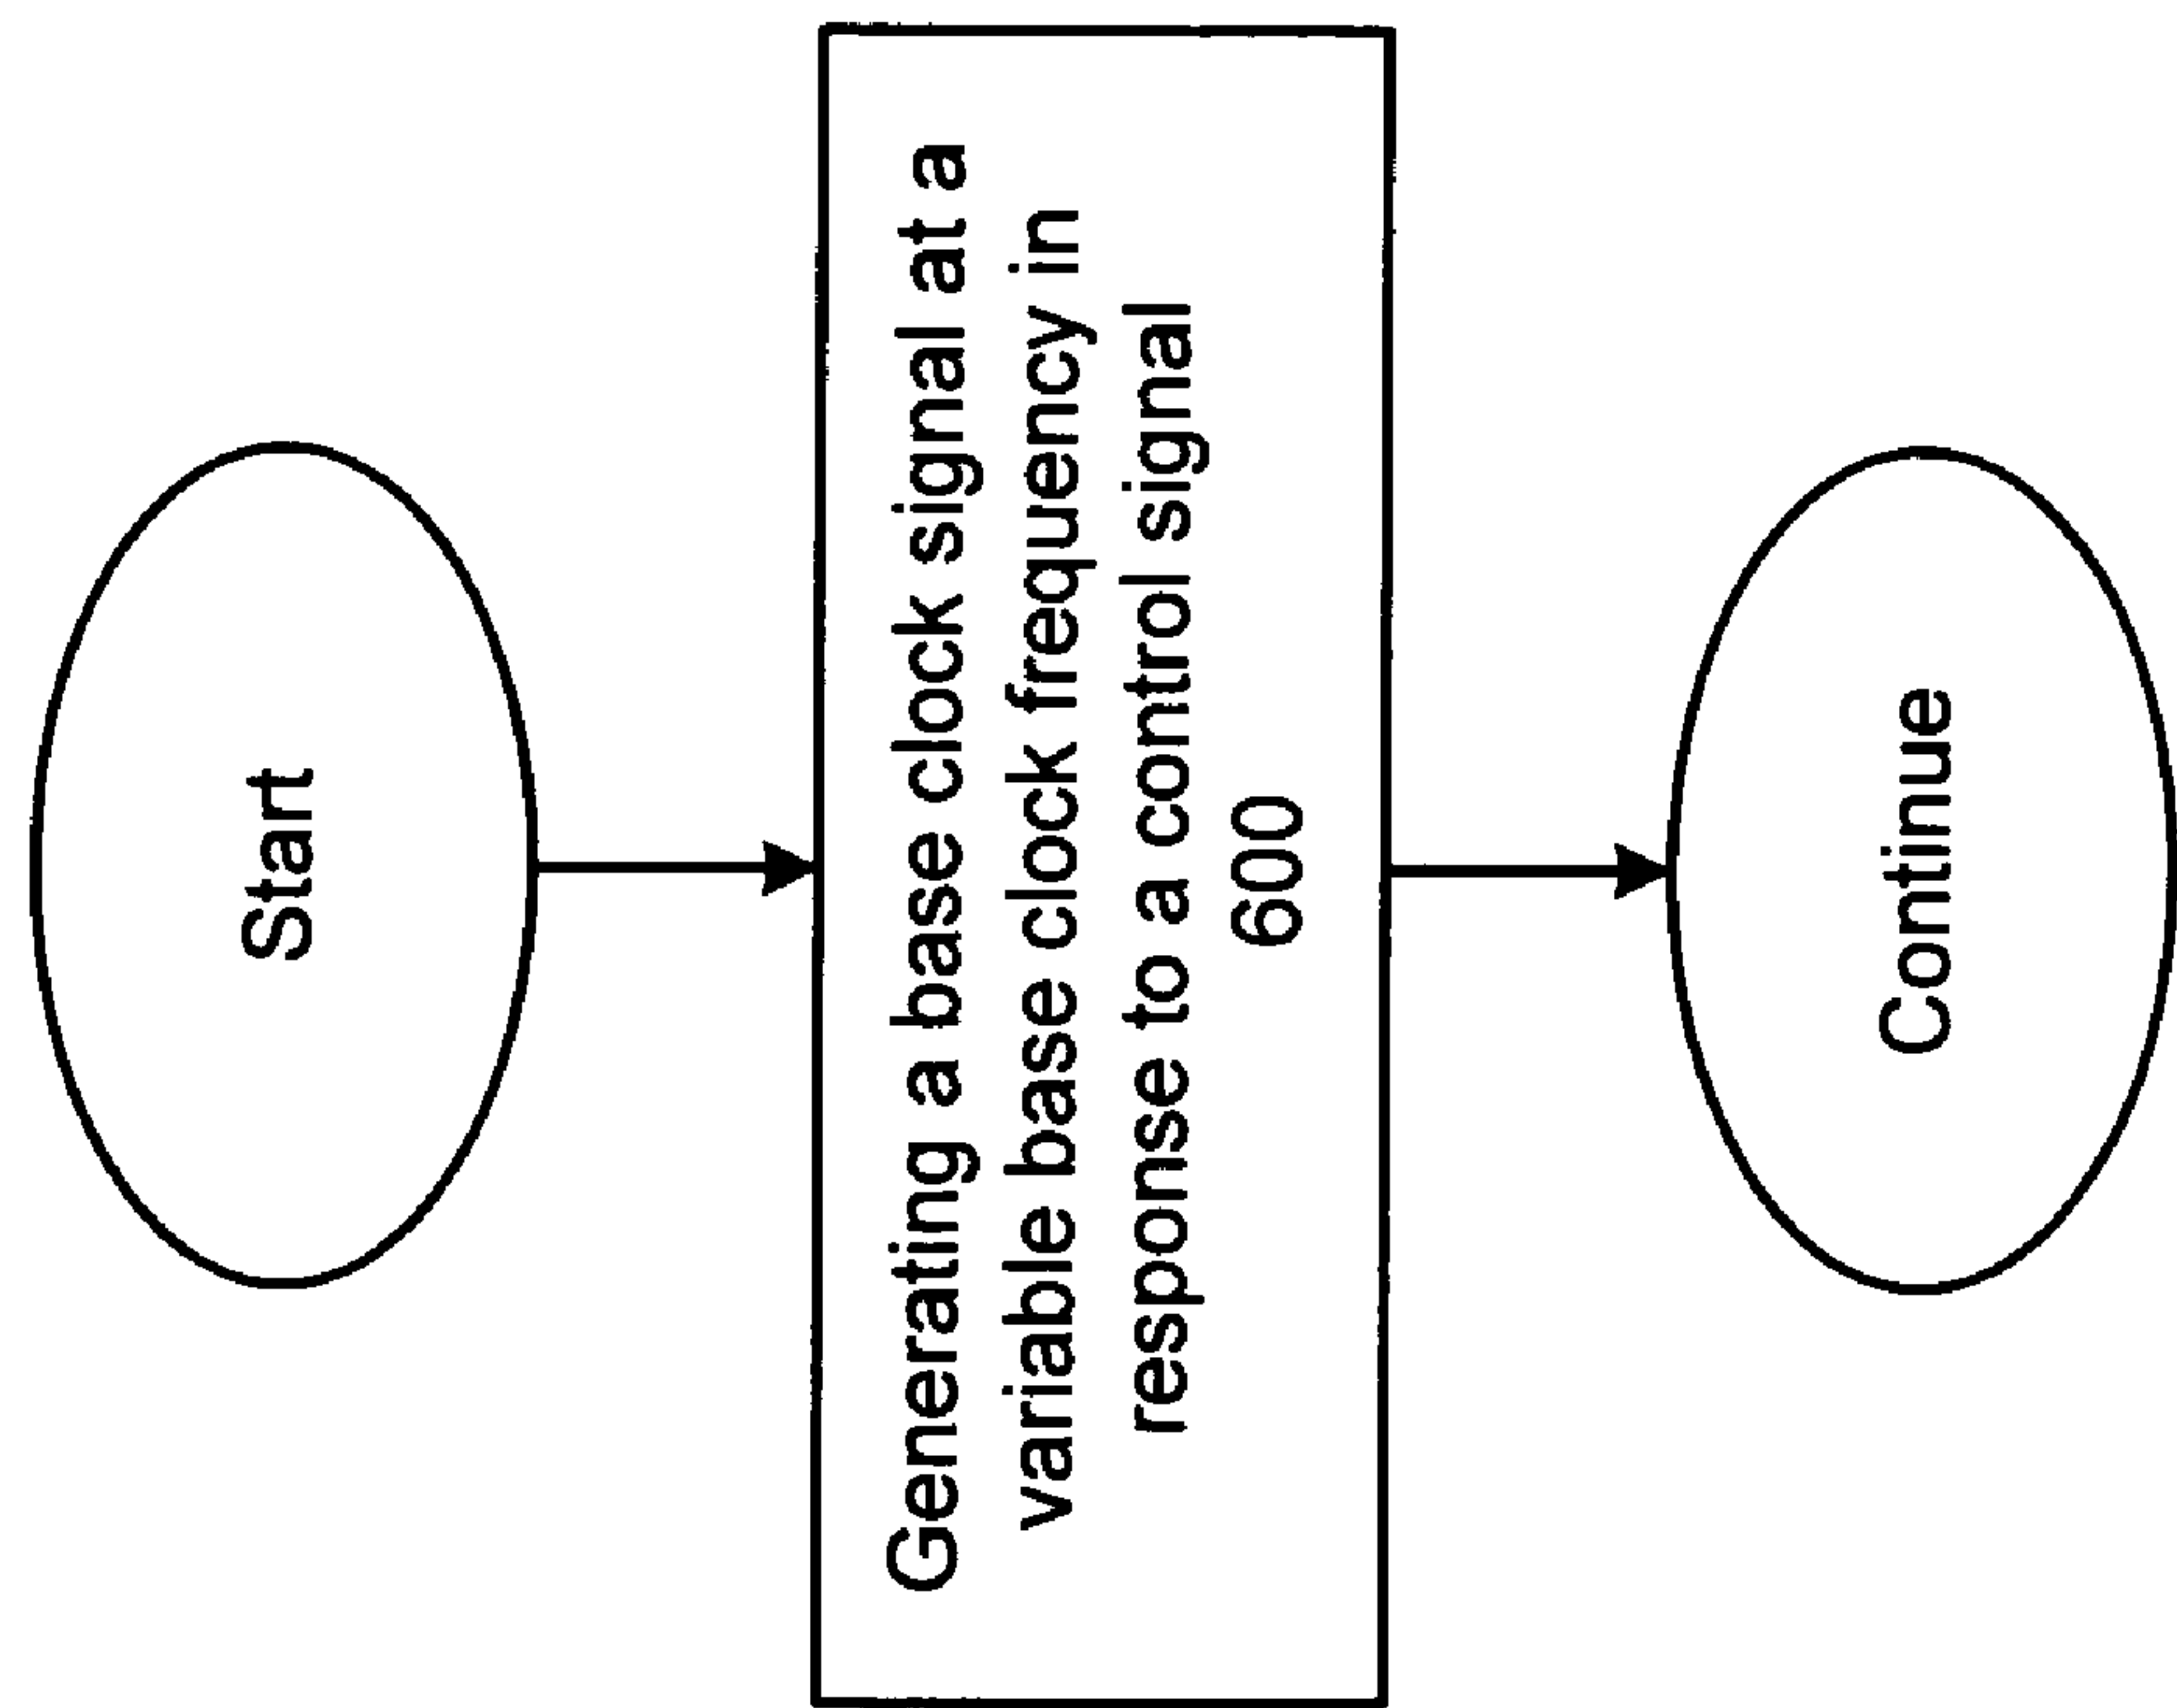 Start
Generating a base clock signal at a
variable base clock frequency in
response to a control signal
600
Continue